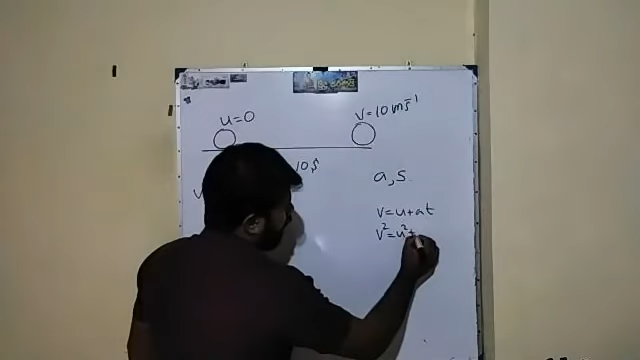 u=0
v=10ms⁻¹
10s
a,s.
v=u+at
v²=u²+